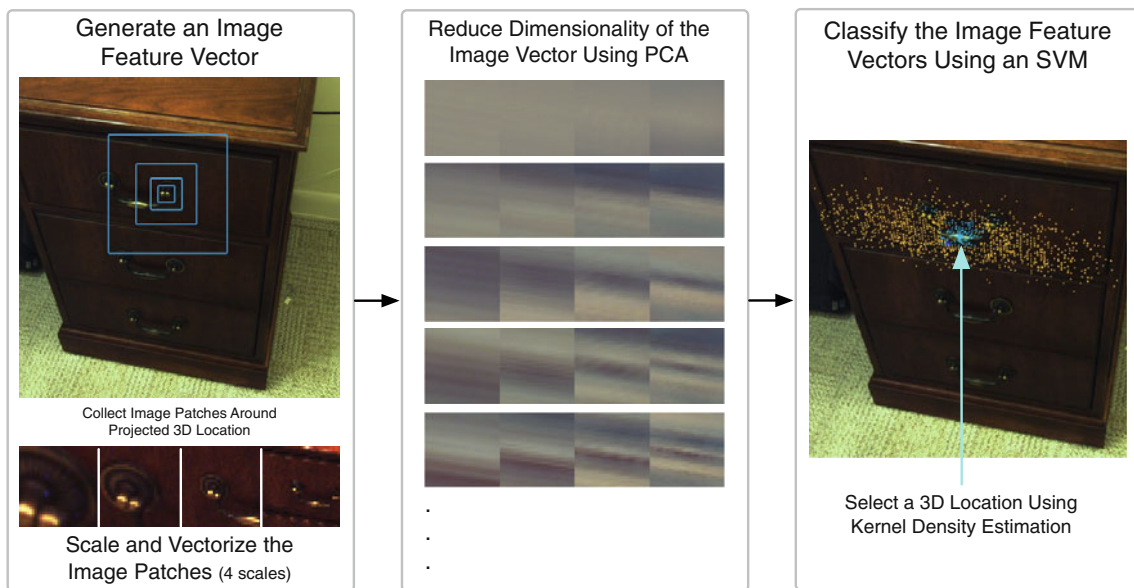 Generate an Image
Feature Vector
Collect Image Patches Around
Projected 3D Location
Scale and Vectorize the
Image Patches (4 scales)
Reduce Dimensionality of the
Image Vector Using PCA
.
.
.
Classify the Image Feature
Vectors Using an SVM
Select a 3D Location Using
Kernel Density Estimation